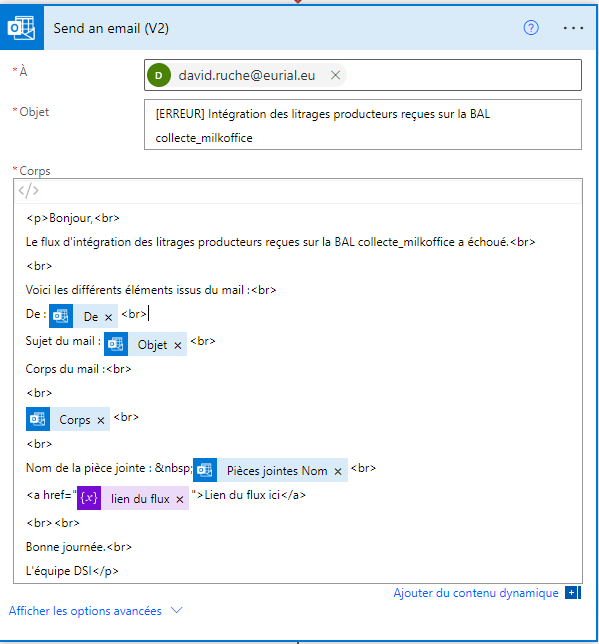 Send an email (V2)
* À
D david.ruche@eurial.eu ×
* Objet
[ERREUR] Intégration des litrages producteurs reçues sur la BAL
collecte_milkoffice
* Corps
</>
<p>Bonjour,<br>
Le flux d'intégration des litrages producteurs reçues sur la BAL collecte_milkoffice a échoué.<br>
<br>
Voici les différents éléments issus du mail :<br>
De : De × <br>
Sujet du mail : Objet × <br>
Corps du mail :<br>
<br>
Corps × <br>
<br>
Nom de la pièce jointe : &nbsp; Pièces jointes Nom × <br>
<a href=" {x} lien du flux × ">Lien du flux ici</a>
<br><br>
Bonne journée.<br>
L'équipe DSI</p>
Ajouter du contenu dynamique
Afficher les options avancées